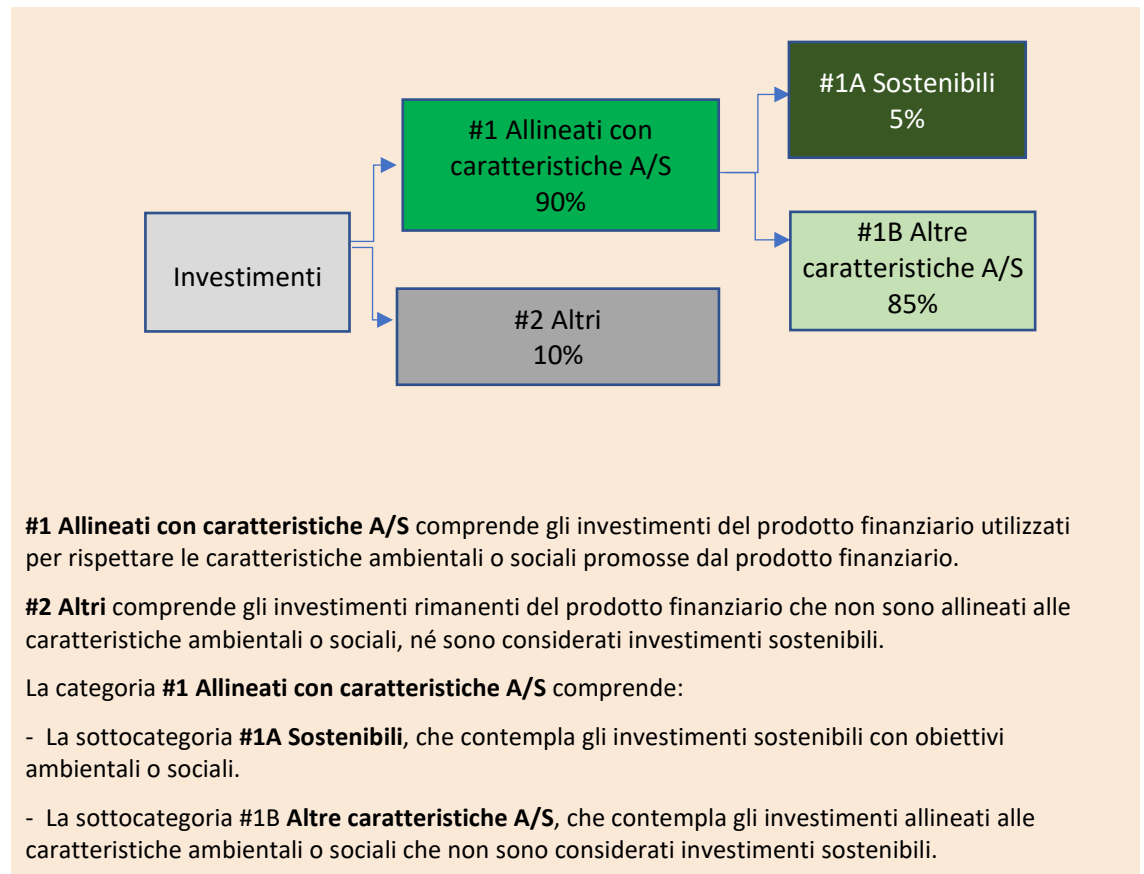 #1A Sostenibili
5%
#1 Allineati con
caratteristiche A/S
90%
#1B Altre
caratteristiche A/S
85%
Investimenti
#2 Altri
10%
#1 Allineati con caratteristiche A/S comprende gli investimenti del prodotto finanziario utilizzati
per rispettare le caratteristiche ambientali o sociali promosse dal prodotto finanziario.
#2 Altri comprende gli investimenti rimanenti del prodotto finanziario che non sono allineati alle
caratteristiche ambientali o sociali, né sono considerati investimenti sostenibili.
La categoria #1 Allineati con caratteristiche A/S comprende:
- La sottocategoria #1A Sostenibili, che contempla gli investimenti sostenibili con obiettivi
ambientali o sociali.
- La sottocategoria #1B Altre caratteristiche A/S, che contempla gli investimenti allineati alle
caratteristiche ambientali o sociali che non sono considerati investimenti sostenibili.